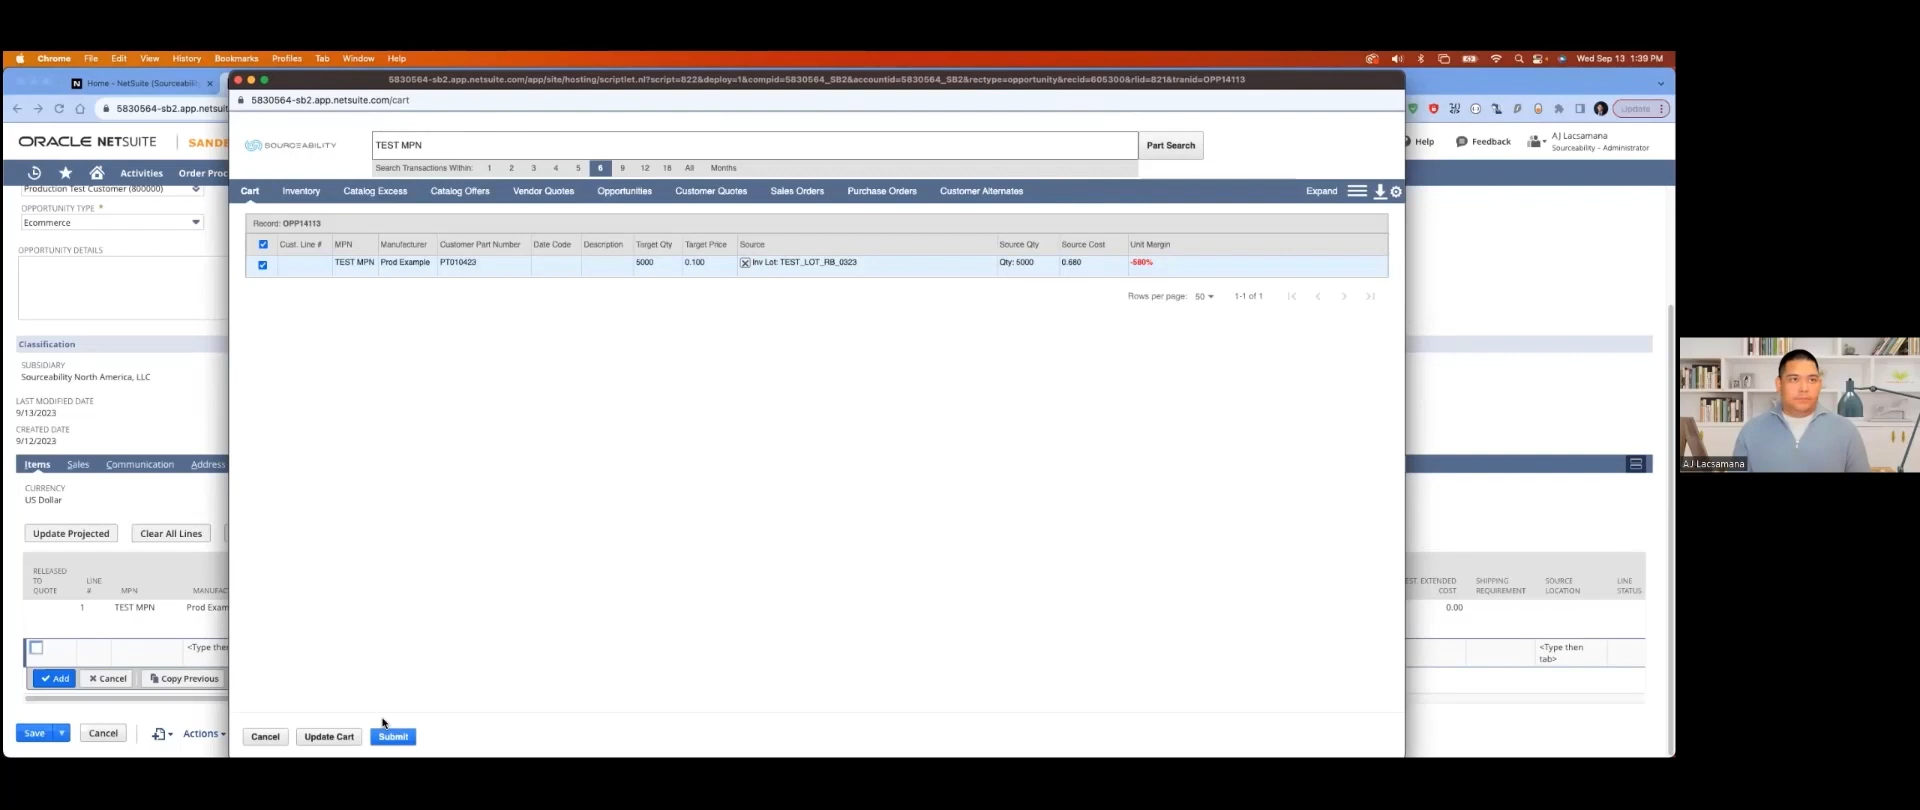 Chrome File Edit View History Bookmarks Profiles Tab Window Help Wed Sep 13 1:39 PM
Home - NetSuite (Sourceabili
5830564-sb2.app.netsuite.com/app/site/hosting/scriptlet.nl?script=822&deploy=1&compid=5830564_SB2&accountid=5830564_SB2&rectype=opportunity&recid=605300&rlid=821&tranid=OPP14113
5830564-sb2.app.netsuit
5830564-sb2.app.netsuite.com/cart
Update
ORACLE NETSUITE SANDB
Help Feedback
AJ Lacsamana
Sourceability - Administrator
SOURCEABILITY TEST MPN Part Search
Search Transactions Within: 1 2 3 4 5 6 9 12 18 All Months
Activities Order Proc
Cart Inventory Catalog Excess Catalog Offers Vendor Quotes Opportunities Customer Quotes Sales Orders Purchase Orders Customer Alternates Expand
Production Test Customer (800000)
OPPORTUNITY TYPE *
Ecommerce
OPPORTUNITY DETAILS
Record: OPP14113
Cust. Line # MPN Manufacturer Customer Part Number Date Code Description Target Qty Target Price Source Source Qty Source Cost Unit Margin
TEST MPN Prod Example PT010423 5000 0.100 Inv Lot: TEST_LOT_RB_0323 Qty: 5000 0.680 -580%
Rows per page: 50 1-1 of 1
Classification
SUBSIDIARY
Sourceability North America, LLC
LAST MODIFIED DATE
9/13/2023
CREATED DATE
9/12/2023
Items Sales Communication Address
CURRENCY
US Dollar
Update Projected Clear All Lines
RELEASED
TO
QUOTE
LINE
#
MPN
MANUFAC
1 TEST MPN Prod Exam
<Type the
Add Cancel Copy Previous
Save Cancel Actions
Cancel Update Cart Submit
EST. EXTENDED
COST
SHIPPING
REQUIREMENT
SOURCE
LOCATION
LINE
STATUS
0.00
<Type then
tab>
AJ Lacsamana